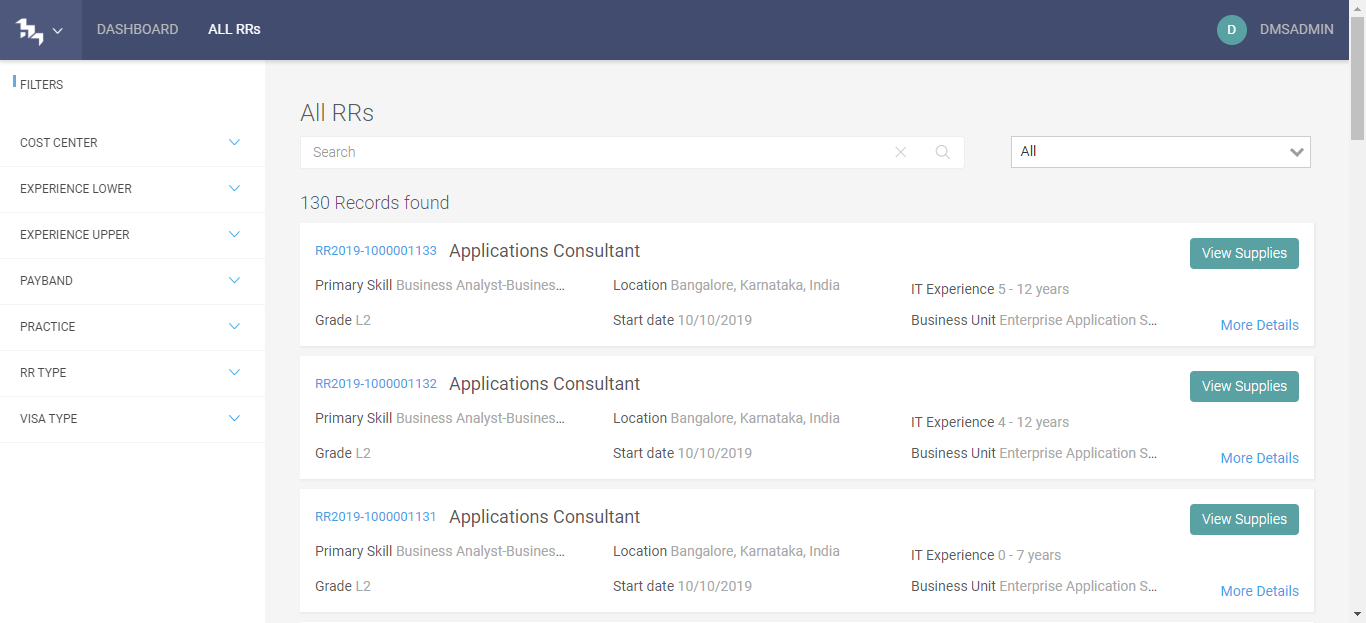 DASHBOARD ALL RRs D DMSADMIN
FILTERS
COST CENTER
EXPERIENCE LOWER
EXPERIENCE UPPER
PAYBAND
PRACTICE
RR TYPE
VISA TYPE
All RRs
Search All
130 Records found
RR2019-1000001133 Applications Consultant View Supplies
Primary Skill Business Analyst-Busines... Location Bangalore, Karnataka, India IT Experience 5 - 12 years
Grade L2 Start date 10/10/2019 Business Unit Enterprise Application S... More Details
RR2019-1000001132 Applications Consultant View Supplies
Primary Skill Business Analyst-Busines... Location Bangalore, Karnataka, India IT Experience 4 - 12 years
Grade L2 Start date 10/10/2019 Business Unit Enterprise Application S... More Details
RR2019-1000001131 Applications Consultant View Supplies
Primary Skill Business Analyst-Busines... Location Bangalore, Karnataka, India IT Experience 0 - 7 years
Grade L2 Start date 10/10/2019 Business Unit Enterprise Application S... More Details